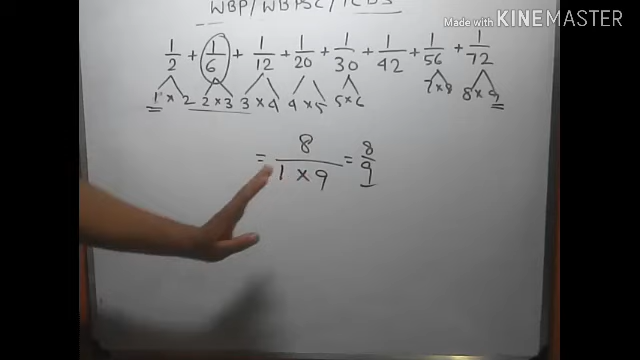 WBP/WBPSC/ICDS
Made with KINEMASTER
1/2 + 1/6 + 1/12 + 1/20 + 1/30 + 1/42 + 1/56 + 1/72
1 × 2 2 × 3 3 × 4 4 × 5 5 × 6 7 × 8 8 × 9
= 8/(1 × 9) = 8/9